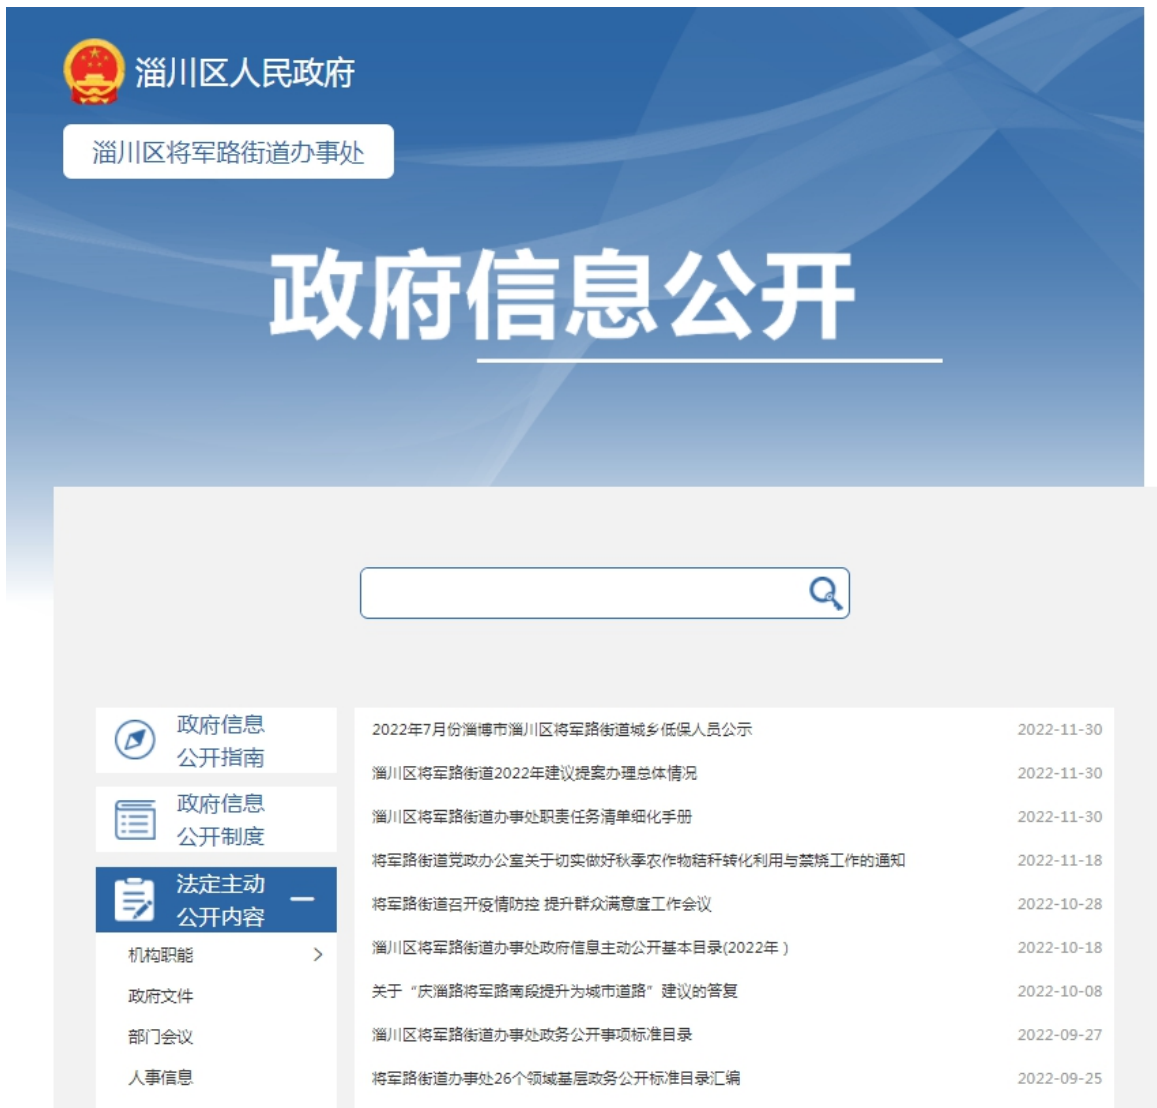 淄川区人民政府
淄川区将军路街道办事处
政府信息公开
政府信息
公开指南
政府信息
公开制度
法定主动
公开内容
机构职能
政府文件
部门会议
人事信息
2022年7月份淄博市淄川区将军路街道城乡低保人员公示 2022-11-30
淄川区将军路街道2022年建议提案办理总体情况 2022-11-30
淄川区将军路街道办事处职责任务清单细化手册 2022-11-30
将军路街道党政办公室关于切实做好秋季农作物秸秆转化利用与禁烧工作的通知 2022-11-18
将军路街道召开疫情防控 提升群众满意度工作会议 2022-10-28
淄川区将军路街道办事处政府信息主动公开基本目录(2022年 ) 2022-10-18
关于“庆淄路将军路南段提升为城市道路”建议的答复 2022-10-08
淄川区将军路街道办事处政务公开事项标准目录 2022-09-27
将军路街道办事处26个领域基层政务公开标准目录汇编 2022-09-25